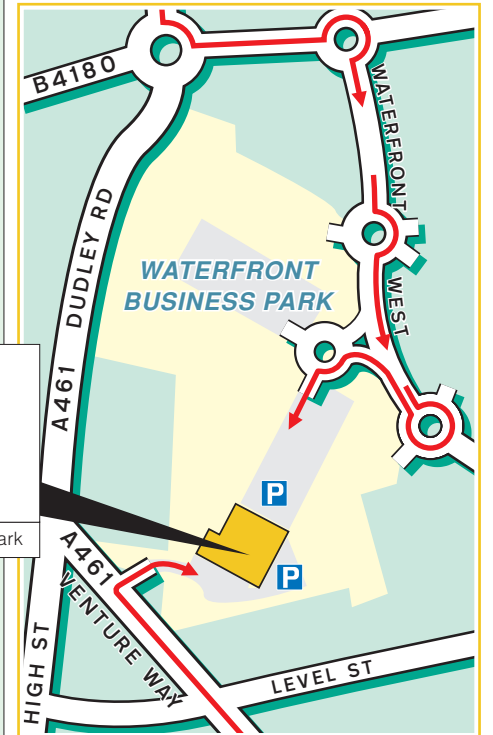 B4180
WATERFRONT
WEST
A461 DUDLEY RD
WATERFRONT
BUSINESS PARK
P
ark
P
A461
VENTURE WAY
HIGH ST
LEVEL ST